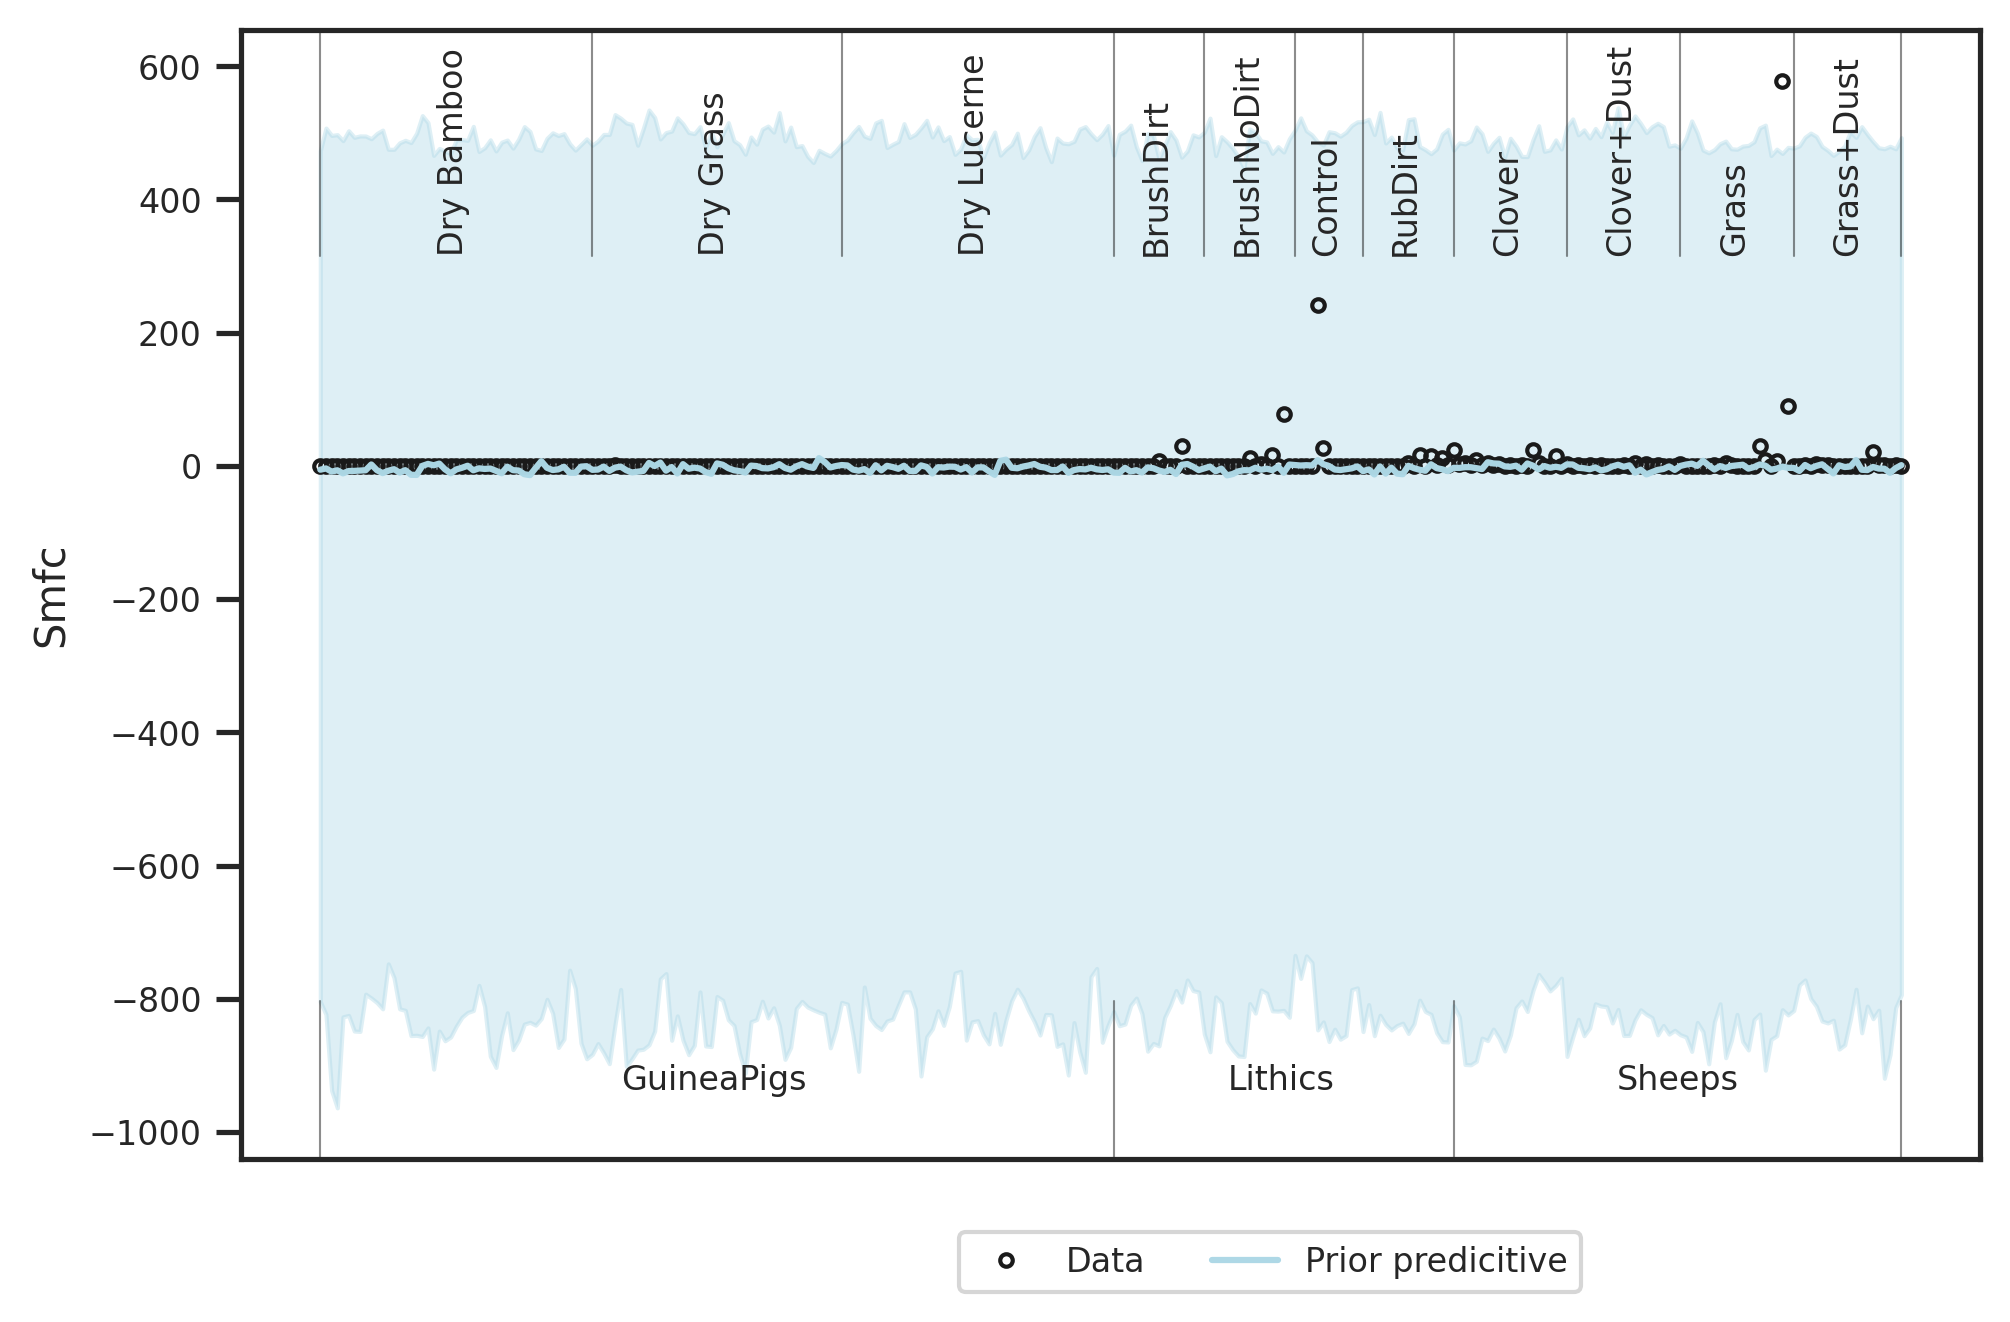 600
400
200
0
−200
−400
−600
−800
−1000
Smfc
Dry Bamboo
Dry Grass
Dry Lucerne
BrushDirt
BrushNoDirt
Control
RubDirt
Clover
Clover+Dust
Grass
Grass+Dust
GuineaPigs
Lithics
Sheeps
Data
Prior predicitive